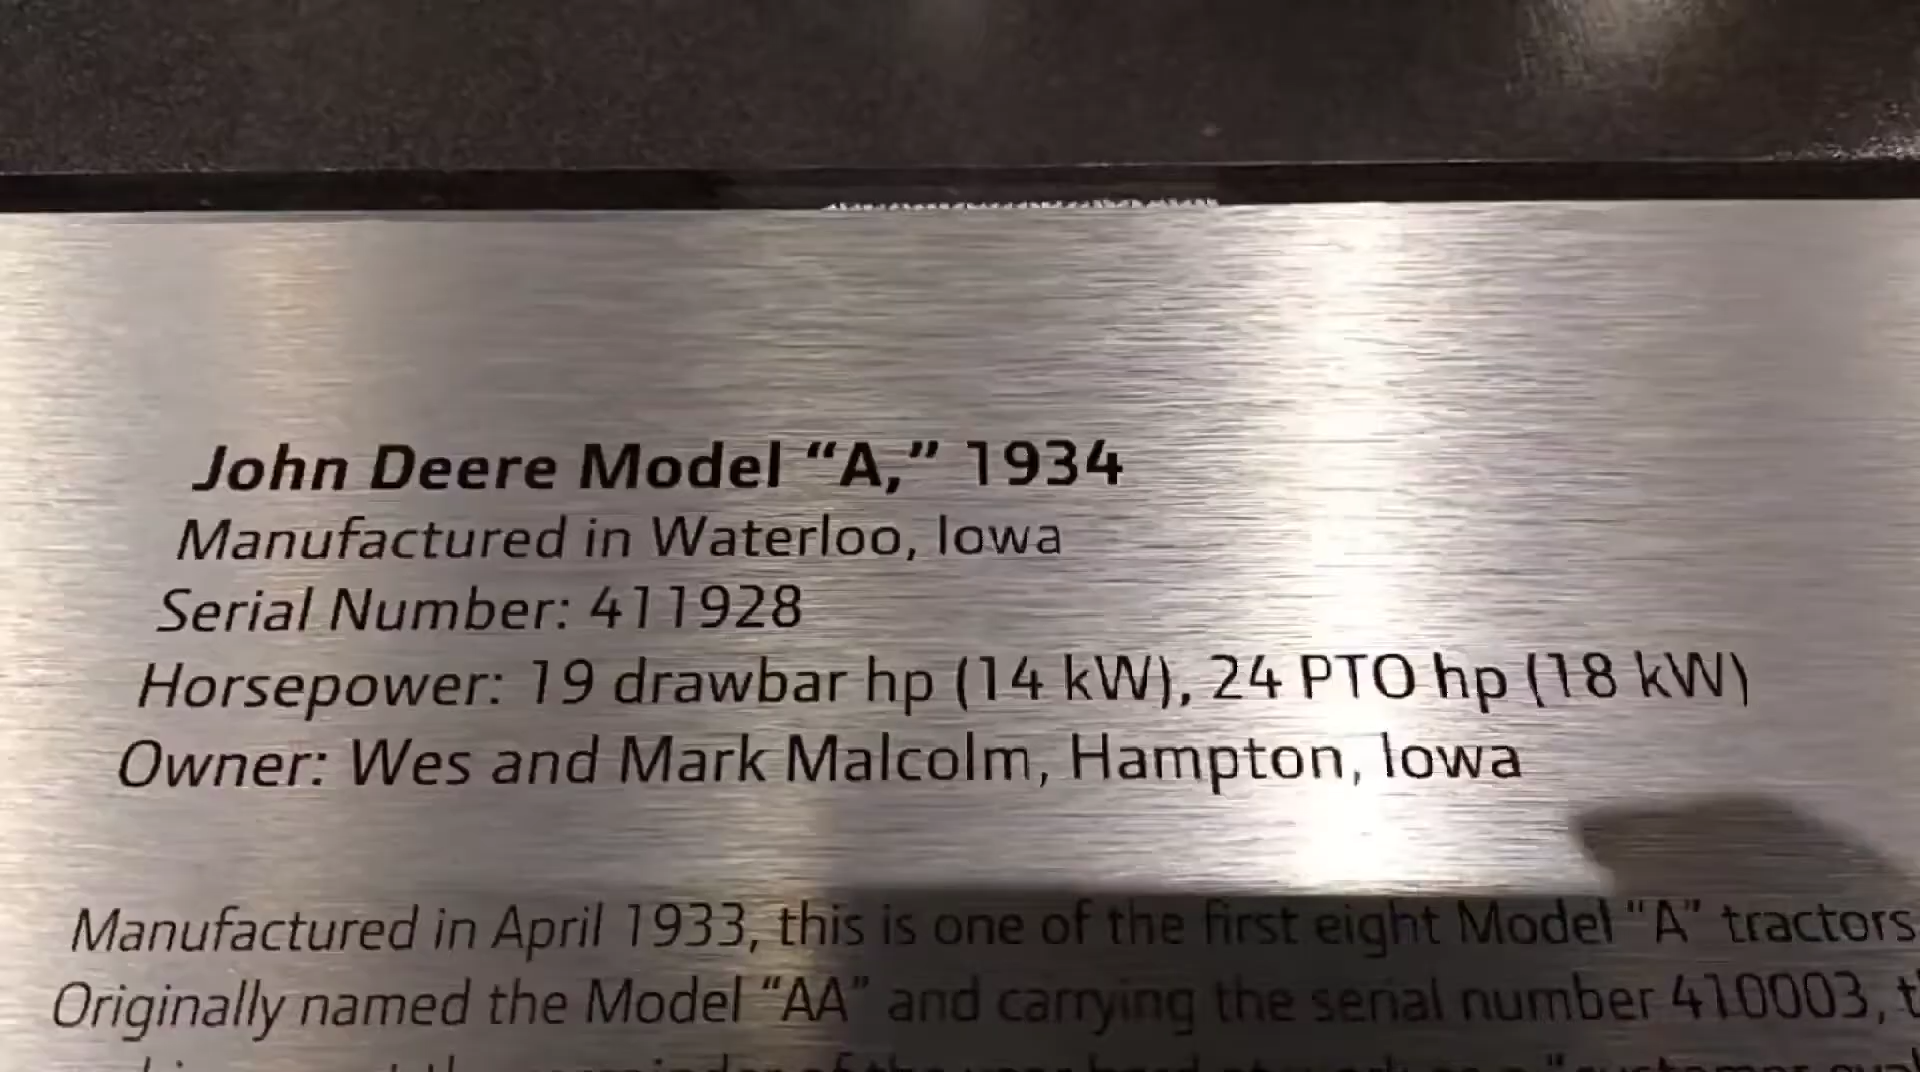 John Deere Model “A,” 1934
Manufactured in Waterloo, Iowa
Serial Number: 411928
Horsepower: 19 drawbar hp (14 kW), 24 PTO hp (18 kW)
Owner: Wes and Mark Malcolm, Hampton, Iowa
Manufactured in April 1933, this is one of the first eight Model “A” tractors
Originally named the Model “AA” and carrying the serial number 410003,